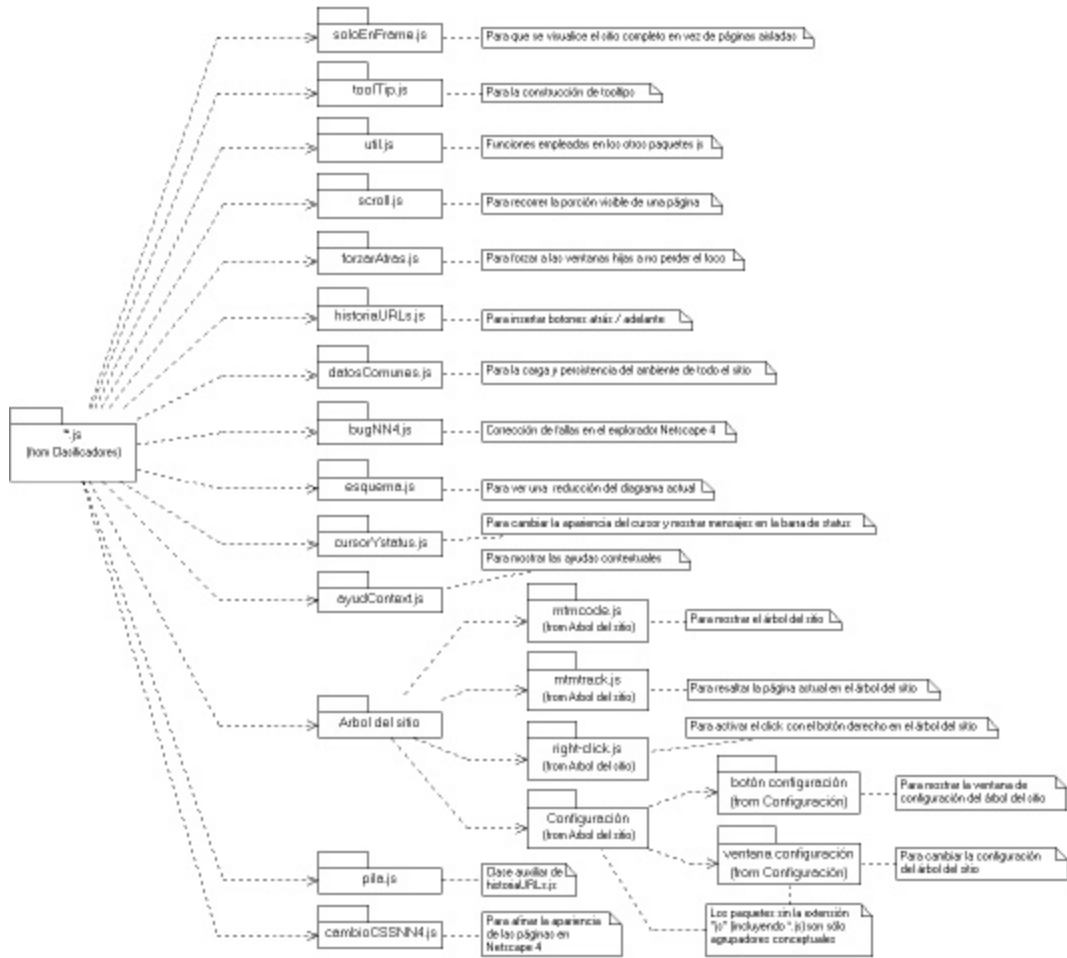 soloEnFrame.js
Para que se visualice el sitio completo en vez de páginas aisladas
toolTip.js
Para la construcción de tooltips
util.js
Funciones empleadas en los otros paquetes js
scroll.js
Para recorrer la porción visible de una página
forzarAtras.js
Para forzar a las ventanas hijas a no perder el foco
historiaURLs.js
Para insertar botones atrás / adelante
datosComunes.js
Para la carga y persistencia del ambiente de todo el sitio
*.js
(from Clasificadores)
bugNN4.js
Corrección de fallas en el explorador Netscape 4
esquema.js
Para ver una reducción del diagrama actual
cursorYstatus.js
Para cambiar la apariencia del cursor y mostrar mensajes en la barra de status
ayudContext.js
Para mostrar las ayudas contextuales
mtmcode.js
(from Arbol del sitio)
Para mostrar el árbol del sitio
mtmtrack.js
(from Arbol del sitio)
Para resaltar la página actual en el árbol del sitio
Arbol del sitio
right-click.js
(from Arbol del sitio)
Para activar el click con el botón derecho en el árbol del sitio
Configuración
(from Arbol del sitio)
botón configuración
(from Configuración)
Para mostrar la ventana de
configuración del árbol del sitio
ventana configuración
(from Configuración)
Para cambiar la configuración
del árbol del sitio
pila.js
Clase auxiliar de
historiaURLs.js
cambioCSSNN4.js
Para afinar la apariencia
de las páginas en
Netscape 4
Los paquetes sin la extensión
"js" (incluyendo *.js) son sólo
agrupadores conceptuales